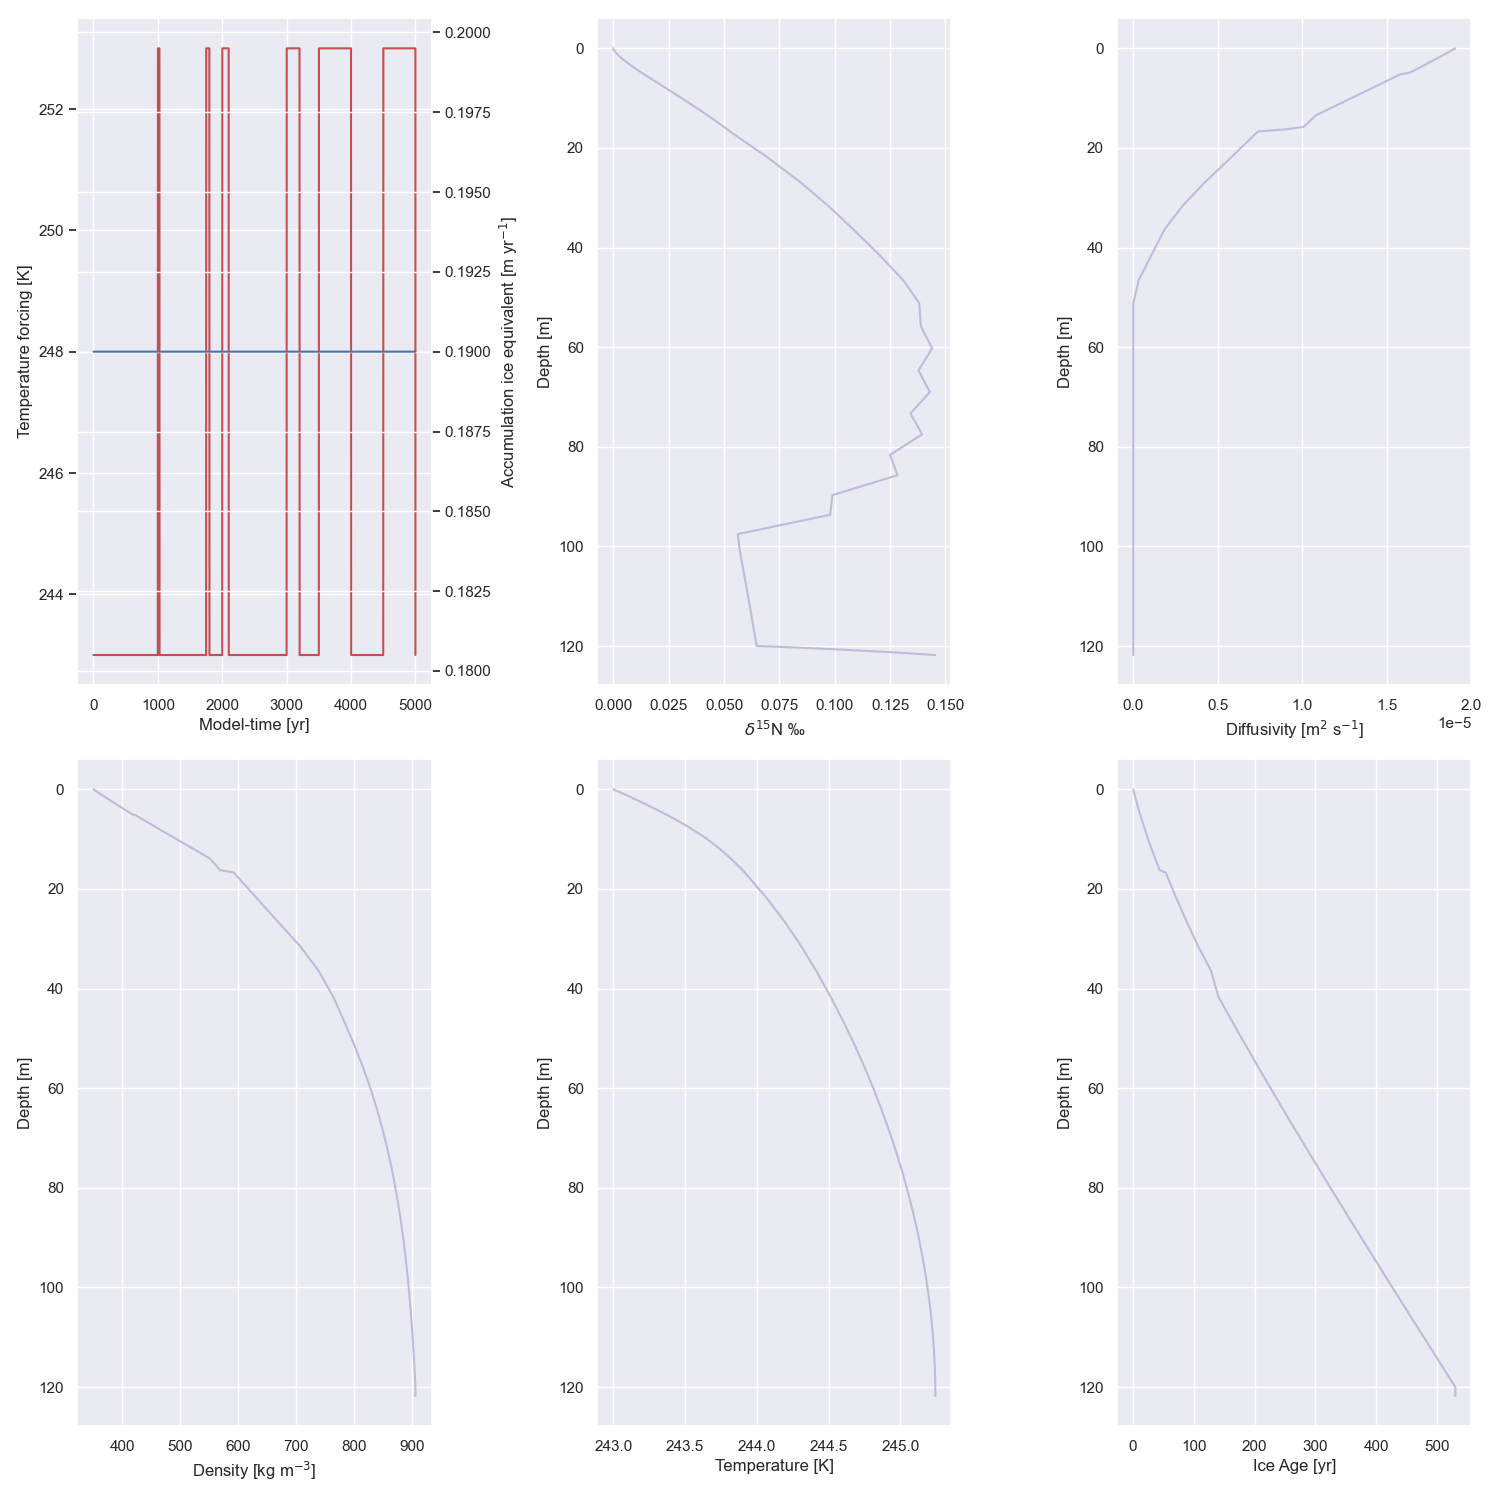 252
250
248
246
244
Temperature forcing [K]
0 1000 2000 3000 4000 5000
Model-time [yr]
0.2000
0.1975
0.1950
0.1925
0.1900
0.1875
0.1850
0.1825
0.1800
Accumulation ice equivalent [m yr⁻¹]
0
20
40
60
80
100
120
Depth [m]
0.000 0.025 0.050 0.075 0.100 0.125 0.150
δ¹⁵N ‰
0
20
40
60
80
100
120
Depth [m]
0.0 0.5 1.0 1.5 2.0
1e−5
Diffusivity [m² s⁻¹]
0
20
40
60
80
100
120
Depth [m]
400 500 600 700 800 900
Density [kg m⁻³]
0
20
40
60
80
100
120
Depth [m]
243.0 243.5 244.0 244.5 245.0
Temperature [K]
0
20
40
60
80
100
120
Depth [m]
0 100 200 300 400 500
Ice Age [yr]